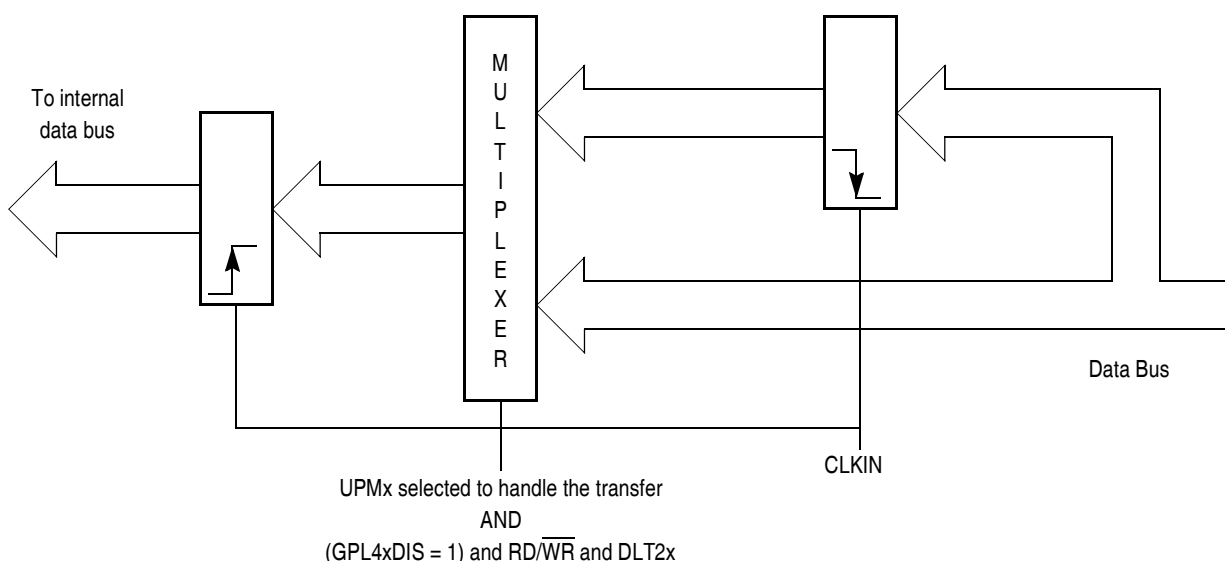 To internal
data bus
MULTIPLEXER
Data Bus
CLKIN
UPMx selected to handle the transfer
AND
(GPL4xDIS = 1) and RD/W̅R̅ and DLT2x